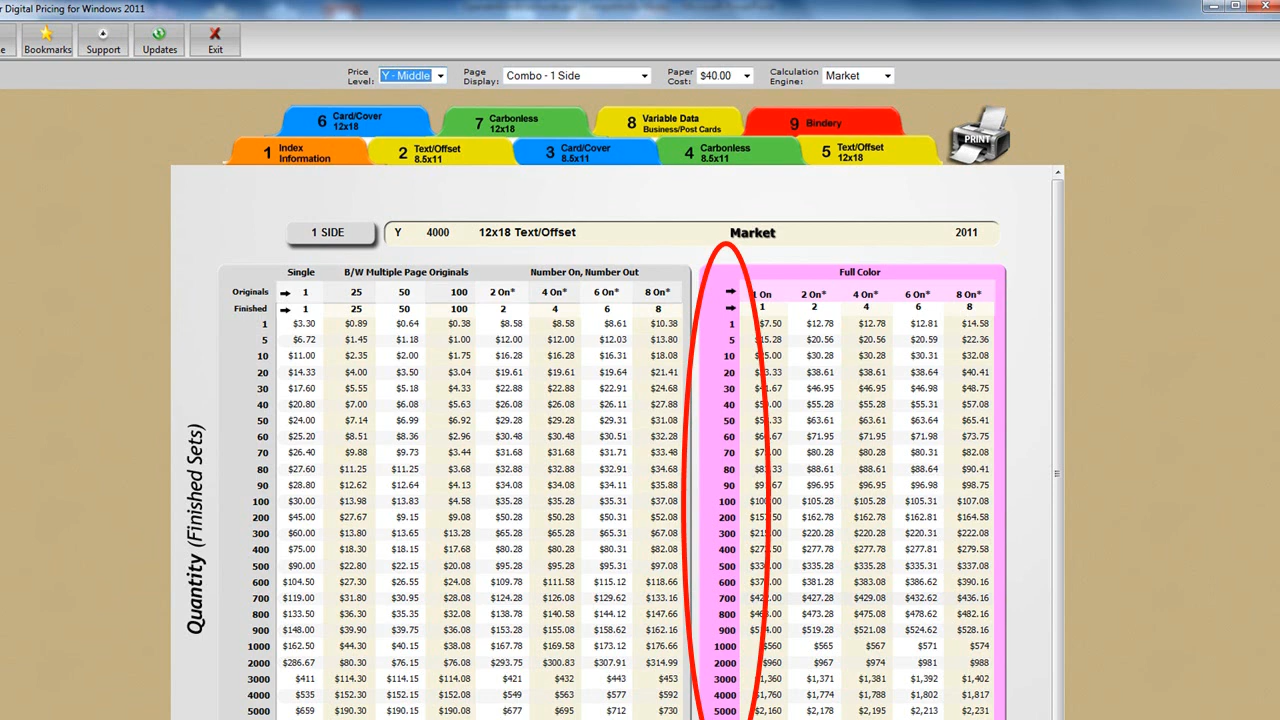 r Digital Pricing for Windows 2011
e Bookmarks Support Updates Exit
Price Level: Y - Middle Page Display: Combo - 1 Side Paper Cost: $40.00 Calculation Engine: Market
6 Card/Cover 12x18 7 Carbonless 12x18 8 Variable Data Business/Post Cards 9 Bindery
1 Index Information 2 Text/Offset 8.5x11 3 Card/Cover 8.5x11 4 Carbonless 8.5x11 5 Text/Offset 12x18 PRINT
1 SIDE Y 4000 12x18 Text/Offset Market 2011
Quantity (Finished Sets)
Single B/W Multiple Page Originals Number On, Number Out Full Color
Originals 1 25 50 100 2 On* 4 On* 6 On* 8 On* On 2 On* 4 On* 6 On* 8 On*
Finished 1 25 50 100 2 4 6 8 1 2 4 6 8
1 $3.30 $0.89 $0.64 $0.38 $8.58 $8.58 $8.61 $10.38 1 $7.50 $12.78 $12.78 $12.81 $14.58
5 $6.72 $1.45 $1.18 $1.00 $12.00 $12.00 $12.03 $13.80 5 $15.28 $20.56 $20.56 $20.59 $22.36
10 $11.00 $2.35 $2.00 $1.75 $16.28 $16.28 $16.31 $18.08 10 $30.28 $30.28 $30.31 $32.08
20 $14.33 $4.00 $3.50 $3.04 $19.61 $19.61 $19.64 $21.41 20 $38.61 $38.61 $38.64 $40.41
30 $17.60 $5.55 $5.18 $4.33 $22.88 $22.88 $22.91 $24.68 30 $46.95 $46.95 $46.98 $48.75
40 $20.80 $7.00 $6.08 $5.63 $26.08 $26.08 $26.11 $27.88 40 $55.28 $55.28 $55.31 $57.08
50 $24.00 $7.14 $6.99 $6.92 $29.28 $29.28 $29.31 $31.08 50 $63.61 $63.61 $63.64 $65.41
60 $25.20 $8.51 $8.36 $2.96 $30.48 $30.48 $30.51 $32.28 60 $71.95 $71.95 $71.98 $73.75
70 $26.40 $9.88 $9.73 $3.44 $31.68 $31.68 $31.71 $33.48 70 $80.28 $80.28 $80.31 $82.08
80 $27.60 $11.25 $11.25 $3.68 $32.88 $32.88 $32.91 $34.68 80 $88.61 $88.61 $88.64 $90.41
90 $28.80 $12.62 $12.64 $4.13 $34.08 $34.08 $34.11 $35.88 90 $96.95 $96.95 $96.98 $98.75
100 $30.00 $13.98 $13.83 $4.58 $35.28 $35.28 $35.31 $37.08 100 $105.28 $105.28 $105.31 $107.08
200 $45.00 $27.67 $9.15 $9.08 $50.28 $50.28 $50.31 $52.08 200 $162.78 $162.78 $162.81 $164.58
300 $60.00 $13.80 $13.65 $13.28 $65.28 $65.28 $65.31 $67.08 300 $220.28 $220.28 $220.31 $222.08
400 $75.00 $18.30 $18.15 $17.68 $80.28 $80.28 $80.31 $82.08 400 $277.78 $277.78 $277.81 $279.58
500 $90.00 $22.80 $22.15 $20.08 $95.28 $95.28 $95.31 $97.08 500 $335.28 $335.28 $335.31 $337.08
600 $104.50 $27.30 $26.55 $24.08 $109.78 $111.58 $115.12 $118.66 600 $381.28 $383.08 $386.62 $390.16
700 $119.00 $31.80 $30.95 $28.08 $124.28 $126.08 $129.62 $133.16 700 $427.28 $429.08 $432.62 $436.16
800 $133.50 $36.30 $35.35 $32.08 $138.78 $140.58 $144.12 $147.66 800 $473.28 $475.08 $478.62 $482.16
900 $148.00 $39.90 $39.75 $36.08 $153.28 $155.08 $158.62 $162.16 900 $519.28 $521.08 $524.62 $528.16
1000 $162.50 $44.30 $40.15 $38.08 $167.78 $169.58 $173.12 $176.66 1000 $560 $565 $567 $571 $574
2000 $286.67 $80.30 $76.15 $76.08 $293.75 $300.83 $307.91 $314.99 2000 $960 $967 $974 $981 $988
3000 $411 $114.30 $114.15 $114.08 $421 $432 $443 $453 3000 $1,360 $1,371 $1,381 $1,392 $1,402
4000 $535 $152.30 $152.15 $152.08 $549 $563 $577 $592 4000 $1,760 $1,774 $1,788 $1,802 $1,817
5000 $659 $190.30 $190.15 $190.08 $677 $695 $712 $730 5000 $2,160 $2,178 $2,195 $2,213 $2,231